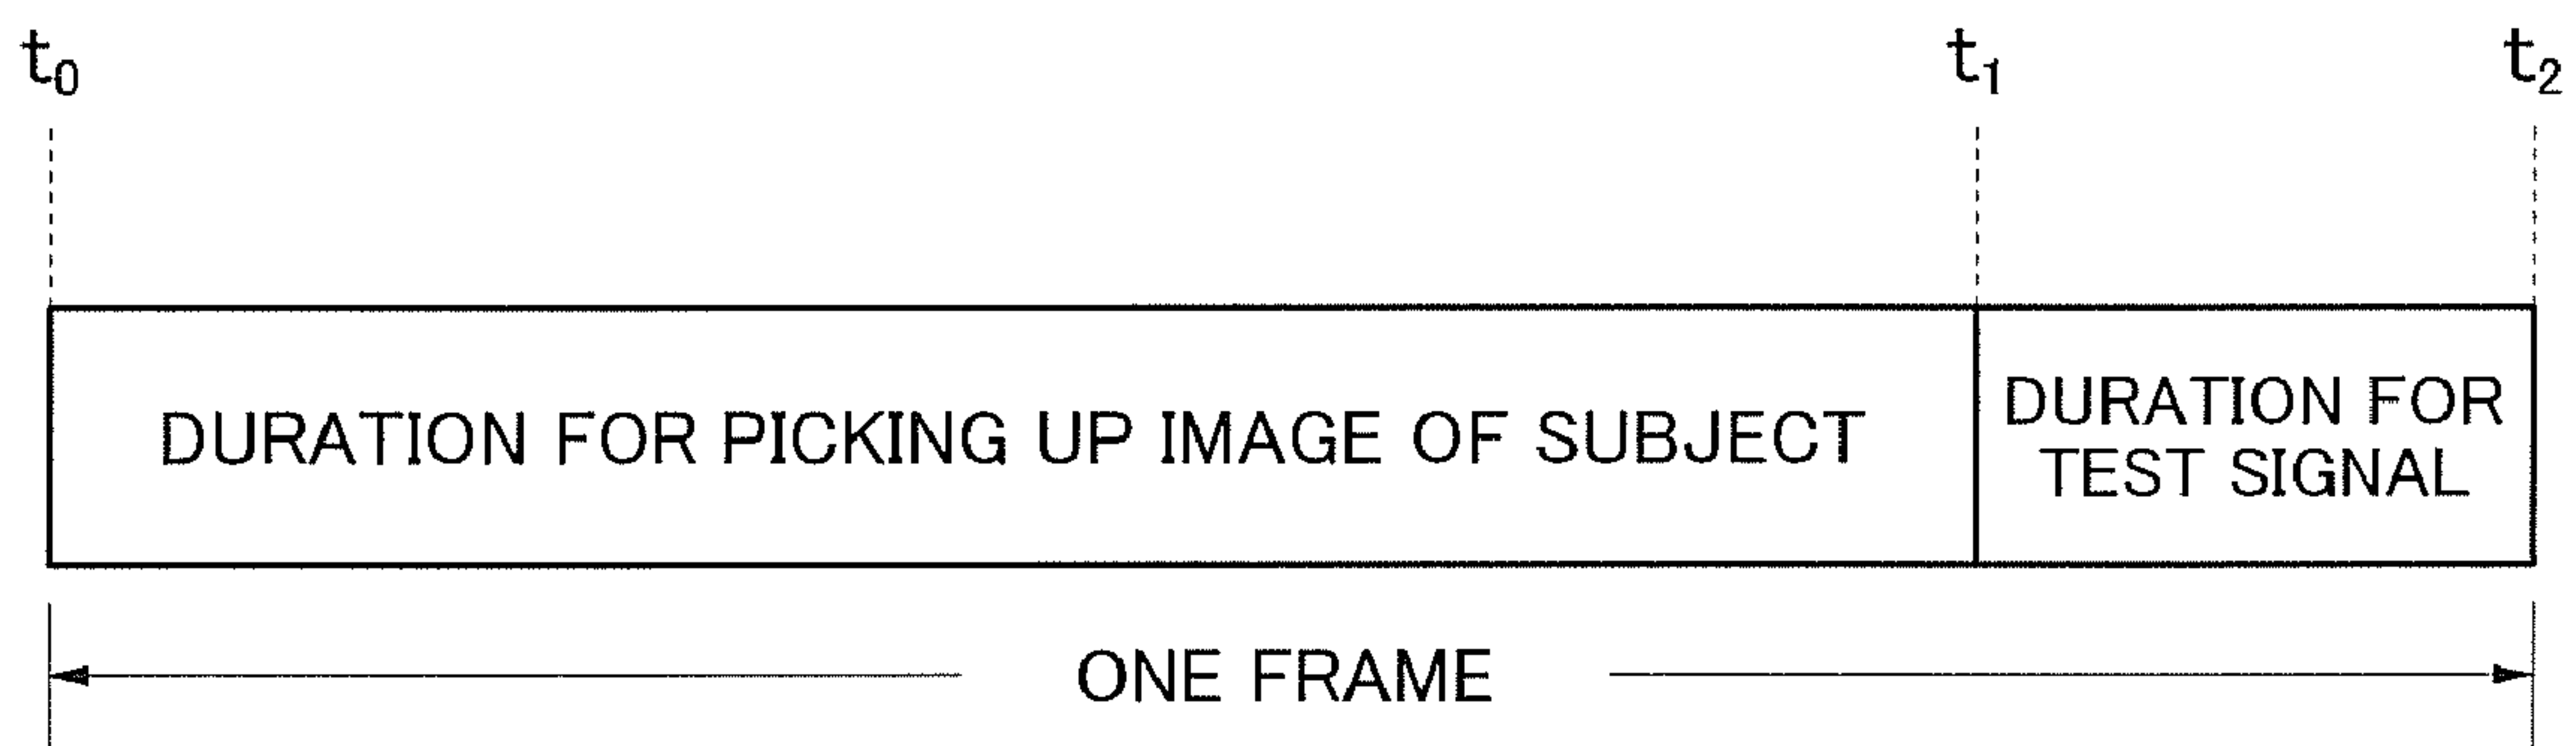 t0 t1 t2
DURATION FOR PICKING UP IMAGE OF SUBJECT
DURATION FOR
TEST SIGNAL
ONE FRAME